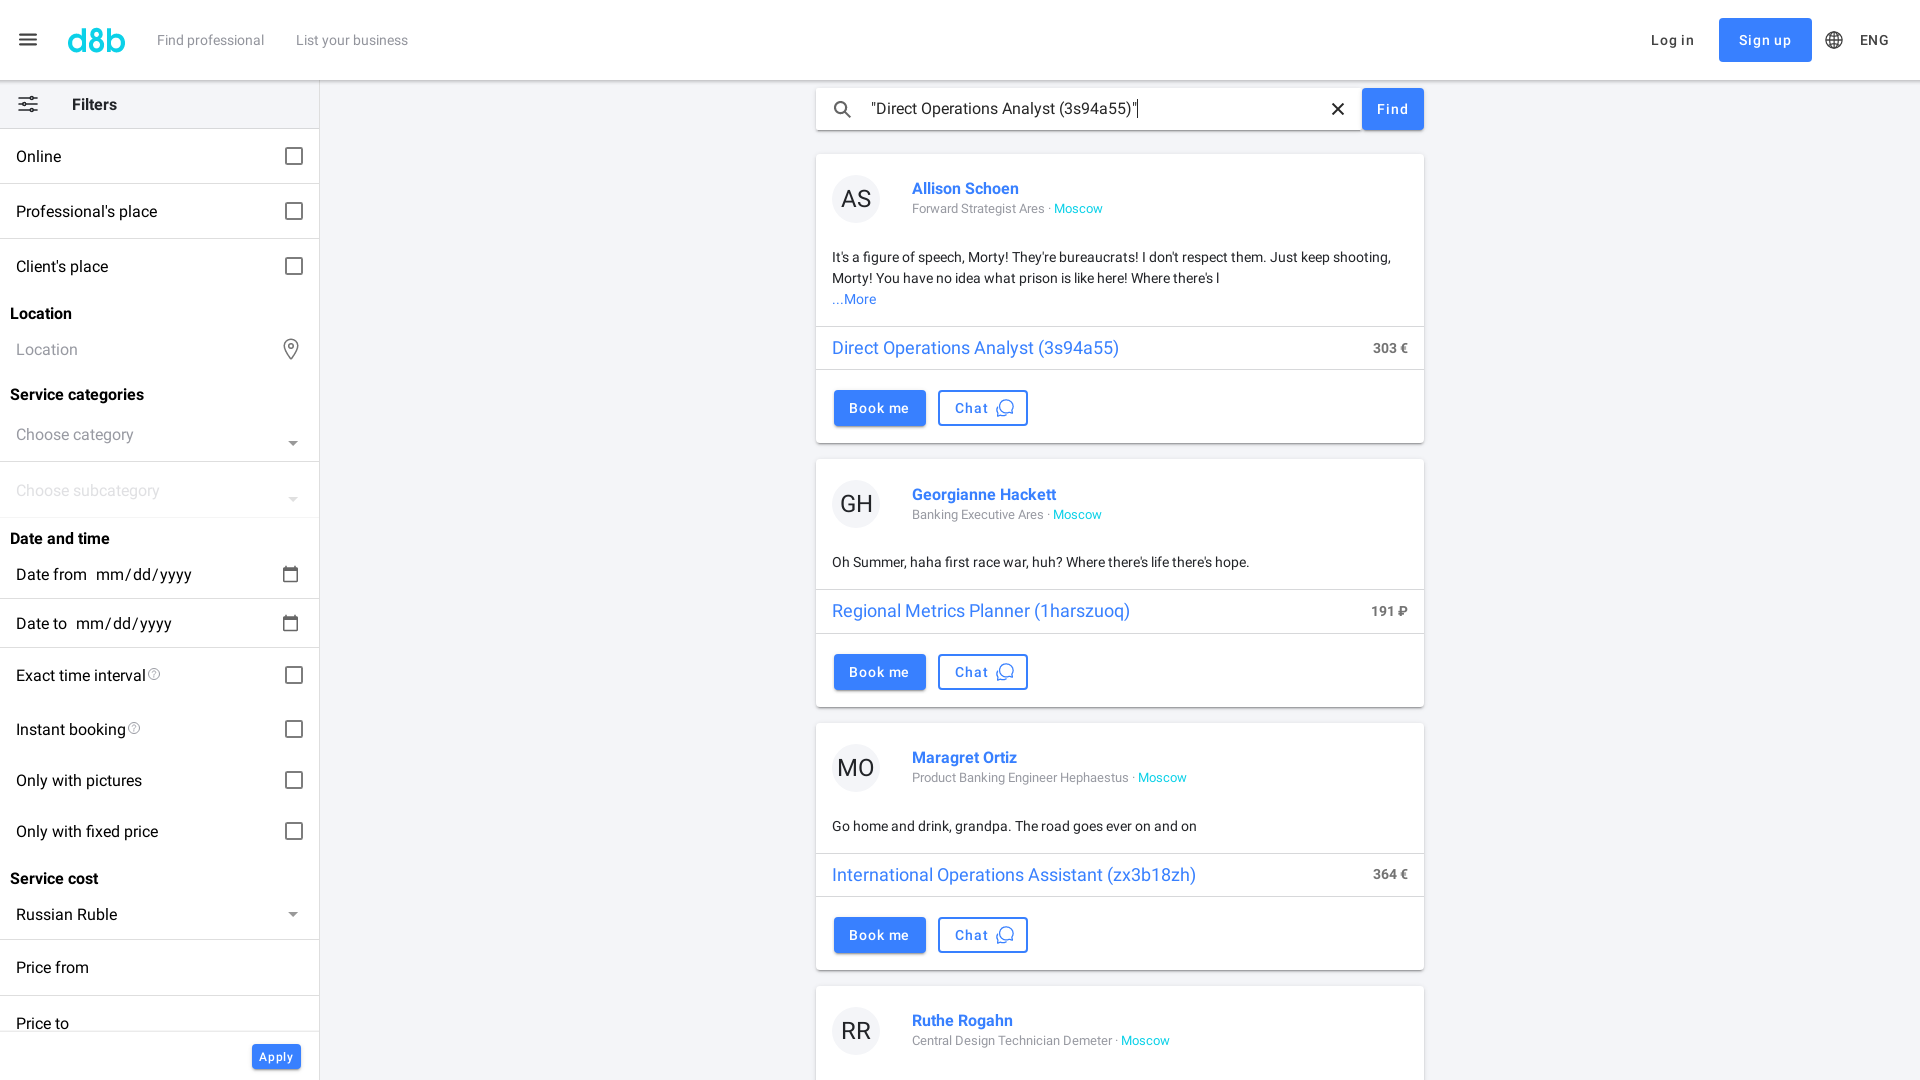 d8b
Find professional
List your business
Log in
Sign up
ENG
Filters
Online
Professional's place
Client's place
Location
Location
Service categories
Choose category
Choose subcategory
Date and time
Date from mm/dd/yyyy
Date to mm/dd/yyyy
Exact time interval
Instant booking
Only with pictures
Only with fixed price
Service cost
Russian Ruble
Price from
Price to
Apply
"Direct Operations Analyst (3s94a55)"
Find
AS
Allison Schoen
Forward Strategist Ares · Moscow
It's a figure of speech, Morty! They're bureaucrats! I don't respect them. Just keep shooting,
Morty! You have no idea what prison is like here! Where there's l
...More
Direct Operations Analyst (3s94a55)
303 €
Book me
Chat
GH
Georgianne Hackett
Banking Executive Ares · Moscow
Oh Summer, haha first race war, huh? Where there's life there's hope.
Regional Metrics Planner (1harszuoq)
191 ₽
Book me
Chat
MO
Maragret Ortiz
Product Banking Engineer Hephaestus · Moscow
Go home and drink, grandpa. The road goes ever on and on
International Operations Assistant (zx3b18zh)
364 €
Book me
Chat
RR
Ruthe Rogahn
Central Design Technician Demeter · Moscow